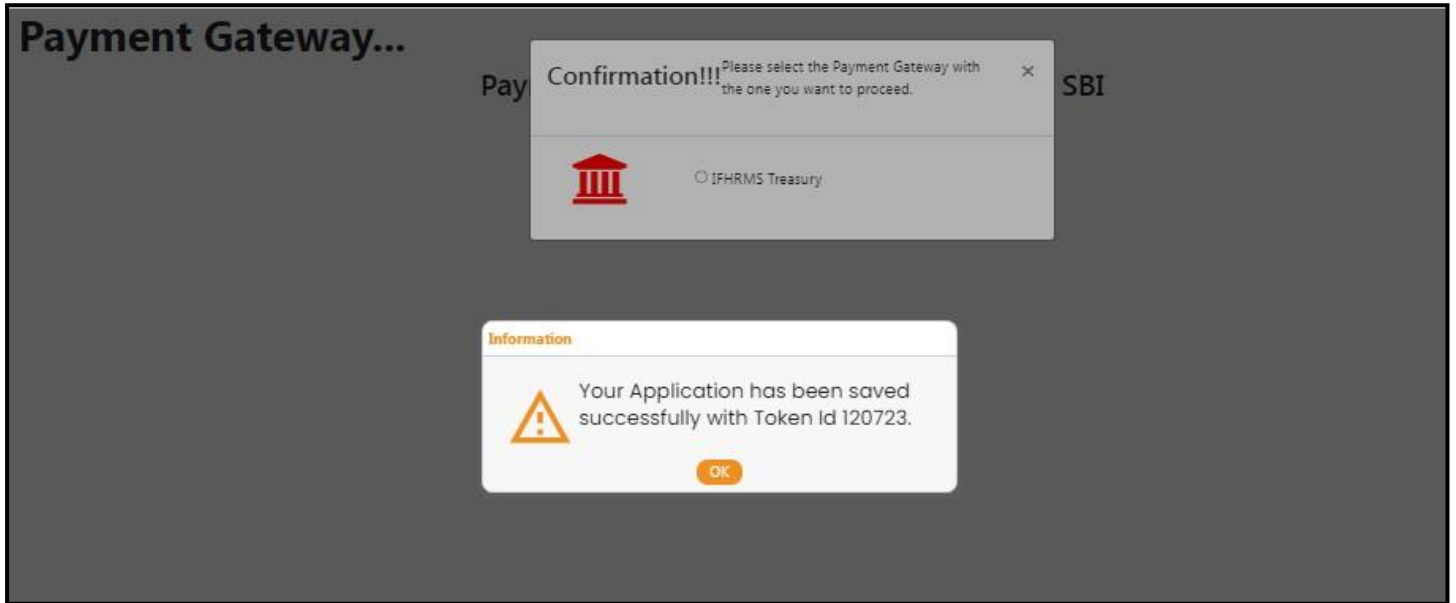 Payment Gateway...
Pay
SBI
Confirmation!!!
Please select the Payment Gateway with
the one you want to proceed.
×
IFHRMS Treasury
Information
Your Application has been saved
successfully with Token Id 120723.
OK